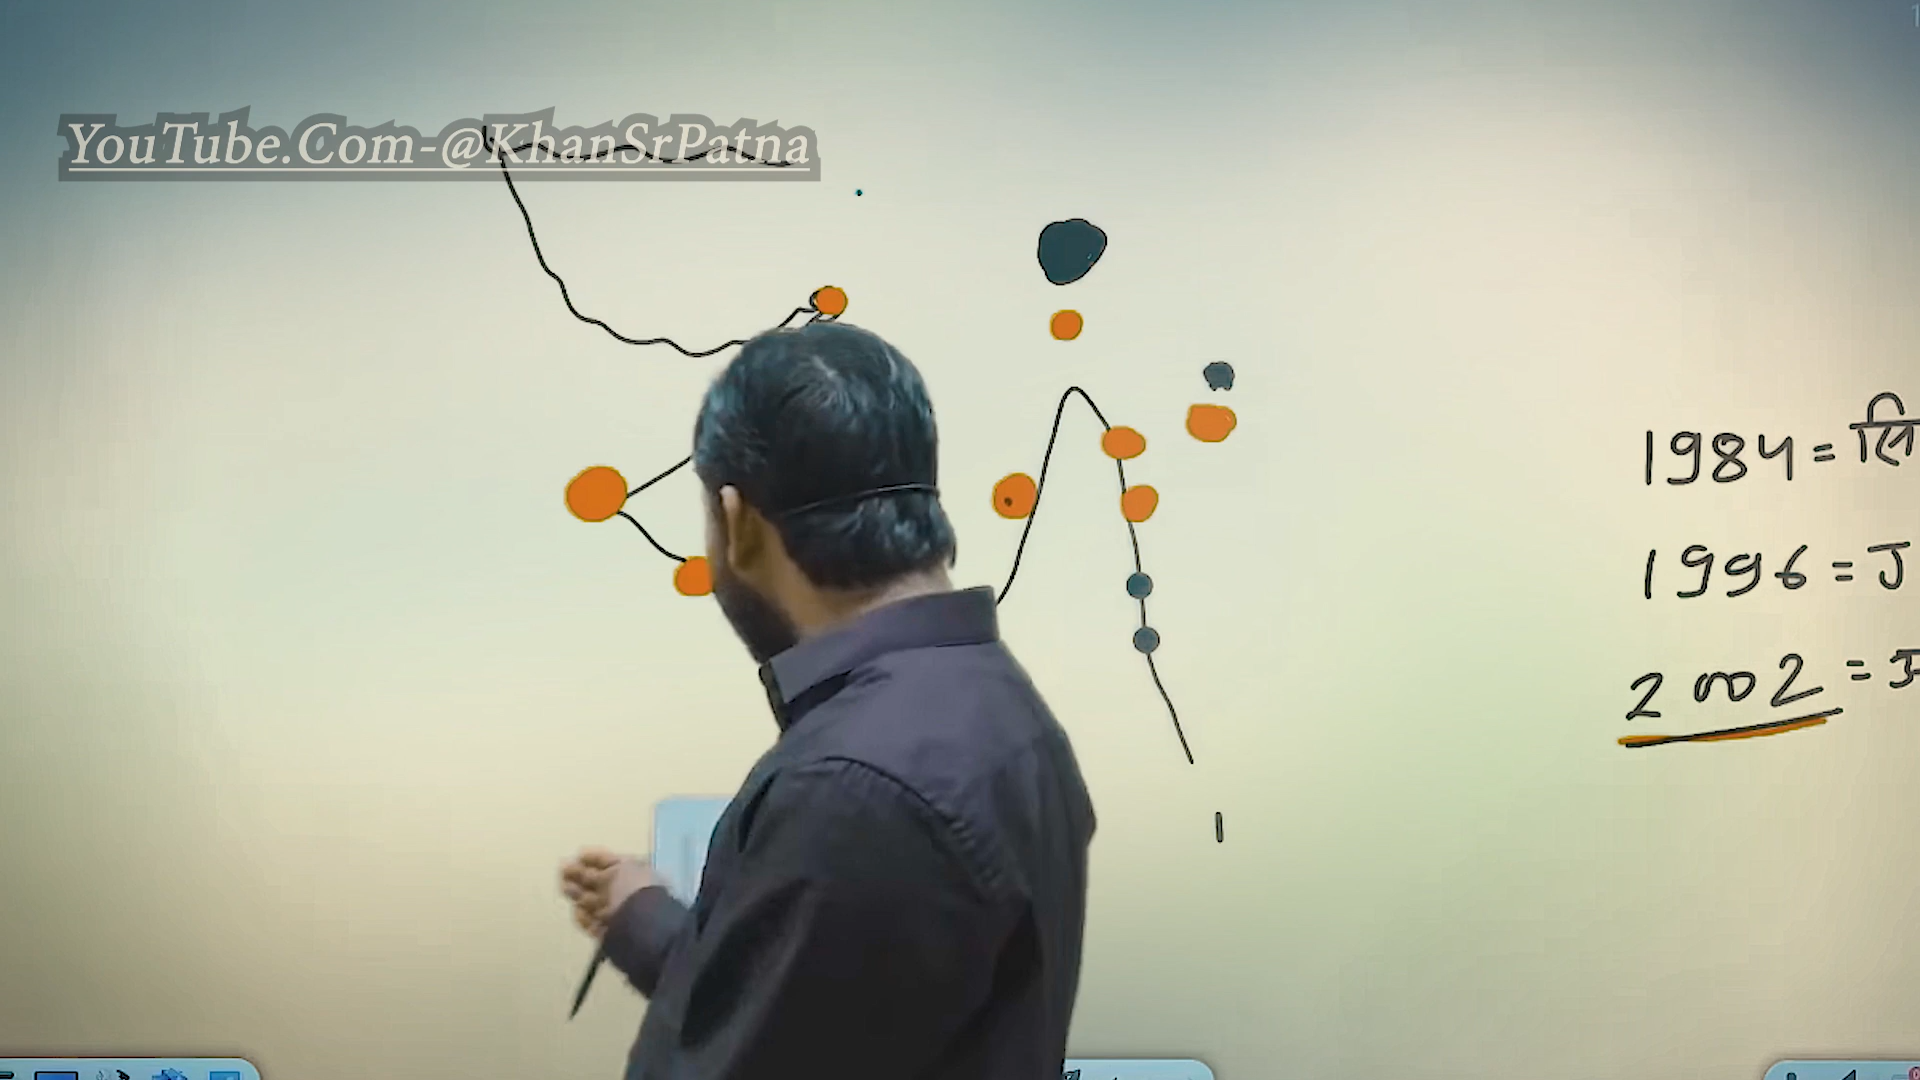 YouTube.Com-@KhanSrPatna
1984 = सि
1996 = J
2002 =